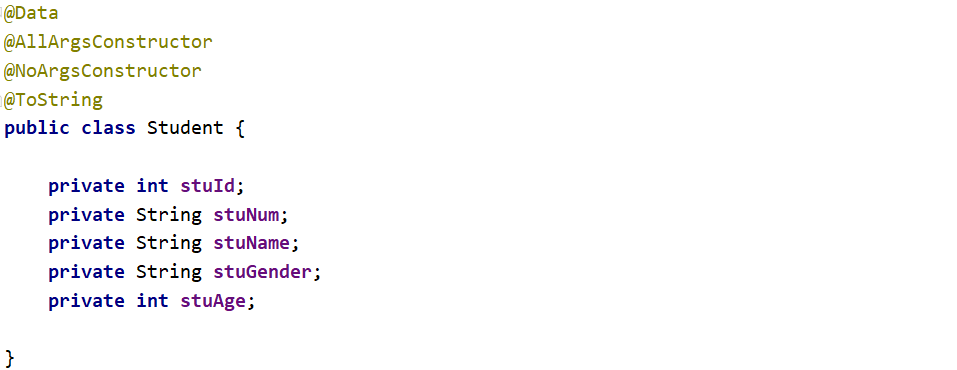 @Data
@AllArgsConstructor
@NoArgsConstructor
@ToString
public class Student {
    private int stuId;
    private String stuNum;
    private String stuName;
    private String stuGender;
    private int stuAge;
}